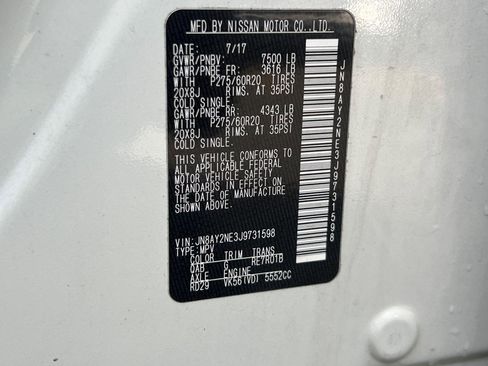 MFD BY NISSAN MOTOR CO.,LTD.
DATE: 7/17
GVWR/PNBV: 7500 LB
GAWR/PNBE FR: 3616 LB
WITH P275/60R20 TIRES
20X8J RIMS. AT 35PSI
COLD SINGLE.
GAWR/PNBE RR: 4343 LB
WITH P275/60R20 TIRES
20X8J RIMS. AT 35PSI
COLD SINGLE.
THIS VEHICLE CONFORMS TO
ALL APPLICABLE FEDERAL
MOTOR VEHICLE SAFETY
STANDARDS IN EFFECT ON
THE DATE OF MANUFACTURE
SHOWN ABOVE.
VIN: JN8AY2NE3J9731598
TYPE: MPV
COLOR TRIM TRANS
QAB G RE7R01B
AXLE ENGINE
RD29 VK56(VD) 5552CC
JN8AY2NE3J9731598